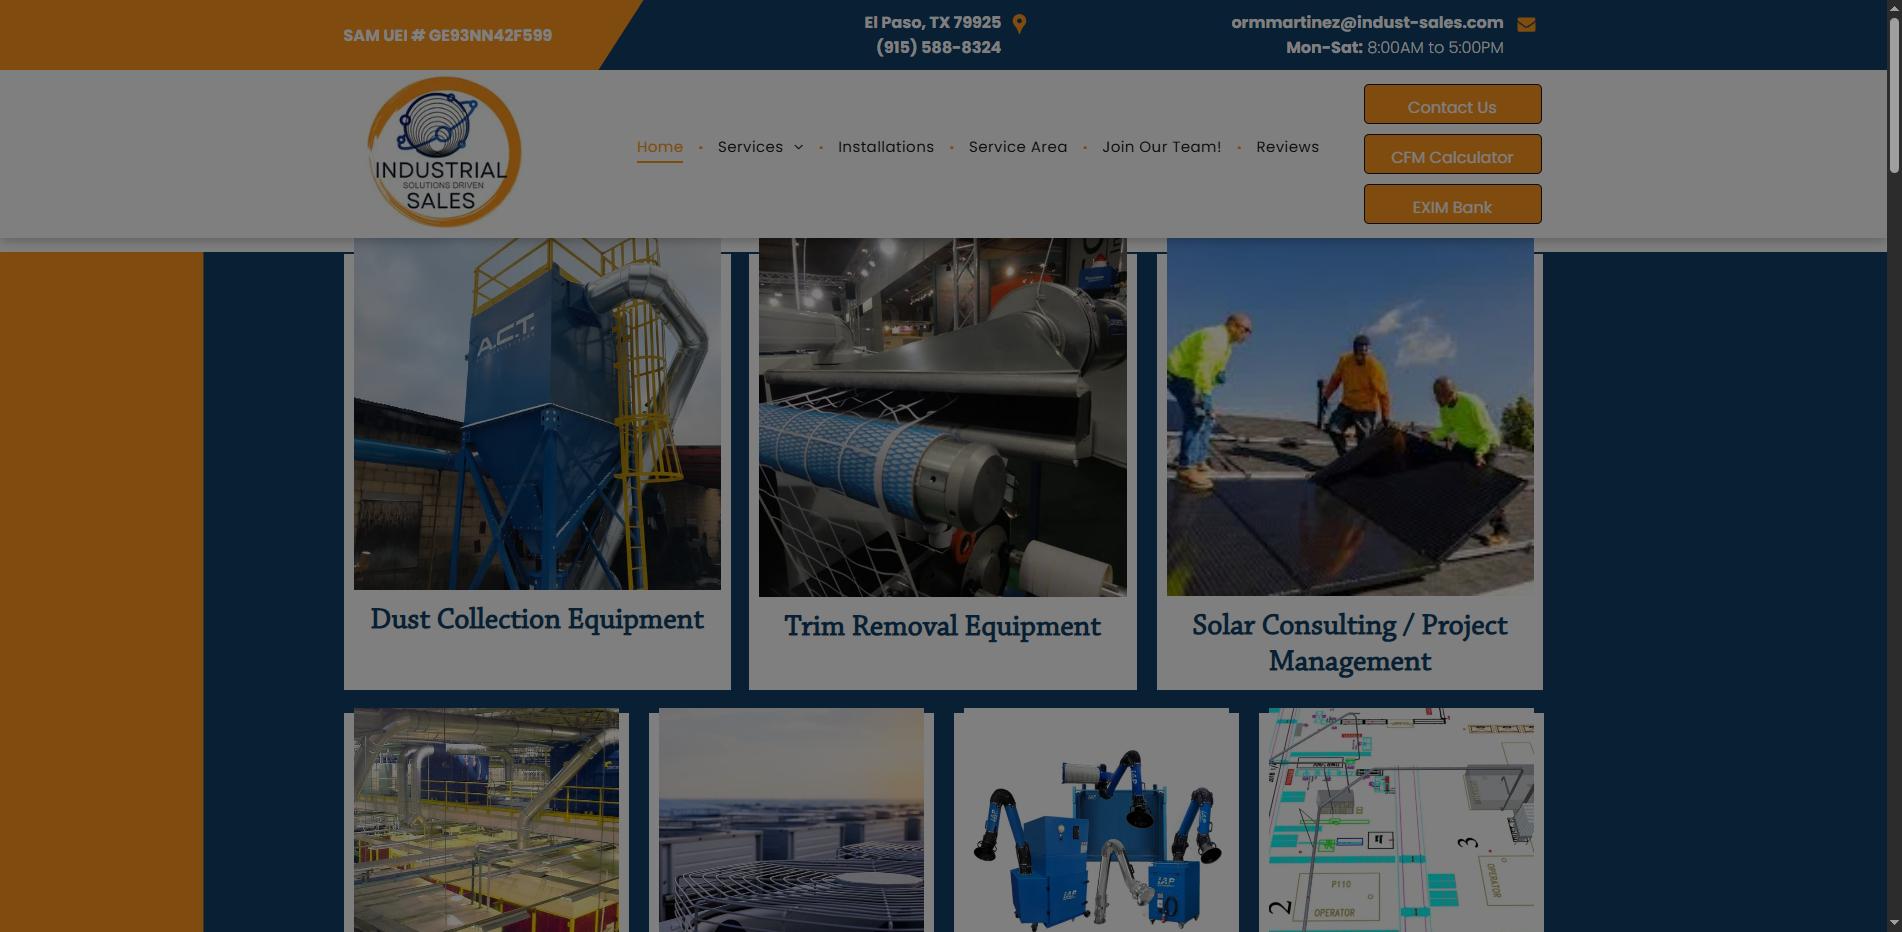 SAM UEI # GE93NN42F599
El Paso, TX 79925
(915) 588-8324
ormmartinez@indust-sales.com
Mon-Sat: 8:00AM to 5:00PM
INDUSTRIAL
SOLUTIONS DRIVEN
SALES
Home
Services
Installations
Service Area
Join Our Team!
Reviews
Contact Us
CFM Calculator
EXIM Bank
A.C.T.
Dust Collection Equipment
Trim Removal Equipment
Solar Consulting / Project
Management
IAP
IAP
3
P110
OPERATOR
OPERATOR
2